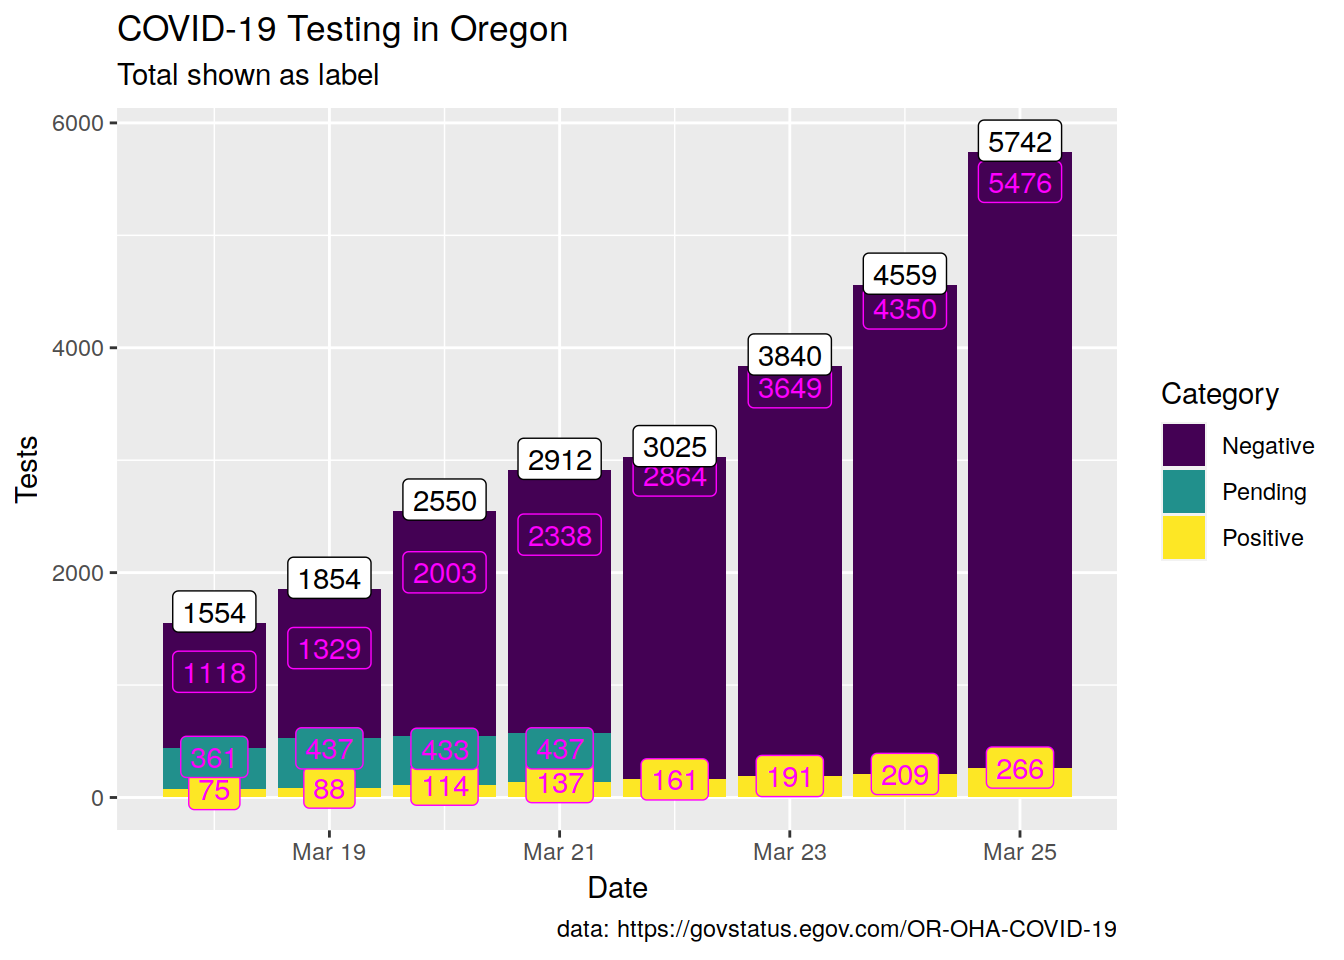 COVID-19 Testing in Oregon
Total shown as label
6000
4000
2000
0
Tests
5742
5476
4559
4350
3840
3649
3025
2864
2912
2338
2550
2003
1854
1329
1554
1118
361
437
433
437
75
88
114
137
161
191
209
266
Mar 19
Mar 21
Mar 23
Mar 25
Date
Category
Negative
Pending
Positive
data: https://govstatus.egov.com/OR-OHA-COVID-19